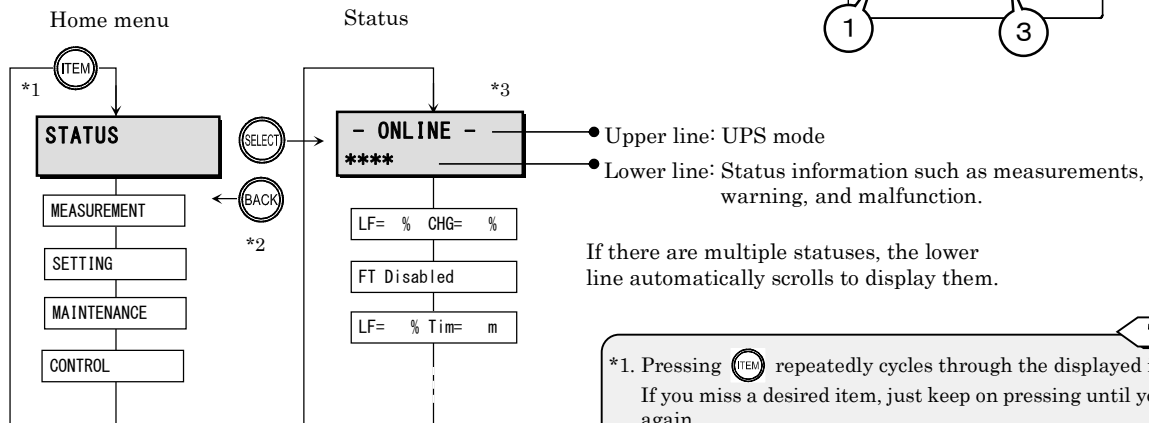 Home menu
Status
1
3
ITEM
*1
*3
STATUS
SELECT
- ONLINE -
****
Upper line: UPS mode
Lower line: Status information such as measurements,
warning, and malfunction.
MEASUREMENT
BACK
*2
LF= % CHG= %
SETTING
FT Disabled
If there are multiple statuses, the lower
line automatically scrolls to display them.
MAINTENANCE
LF= % Tim= m
CONTROL
*1. Pressing ITEM repeatedly cycles through the displayed
If you miss a desired item, just keep on pressing until
again.